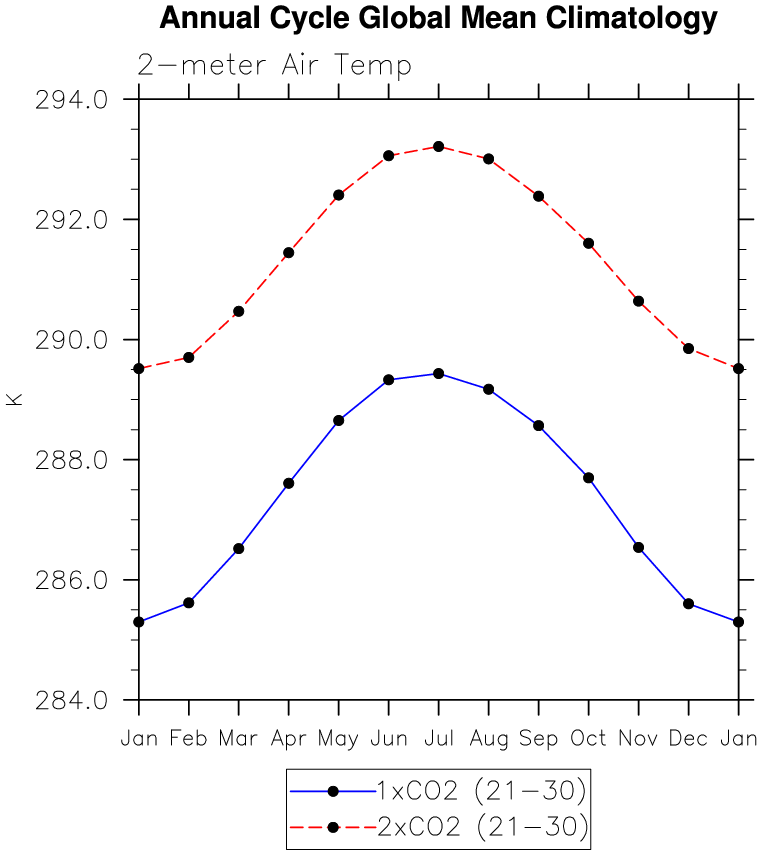 Annual Cycle Global Mean Climatology
2-meter Air Temp
294.0
292.0
290.0
288.0
286.0
284.0
K
Jan Feb Mar Apr May Jun Jul Aug Sep Oct Nov Dec Jan
1xCO2 (21-30)
2xCO2 (21-30)